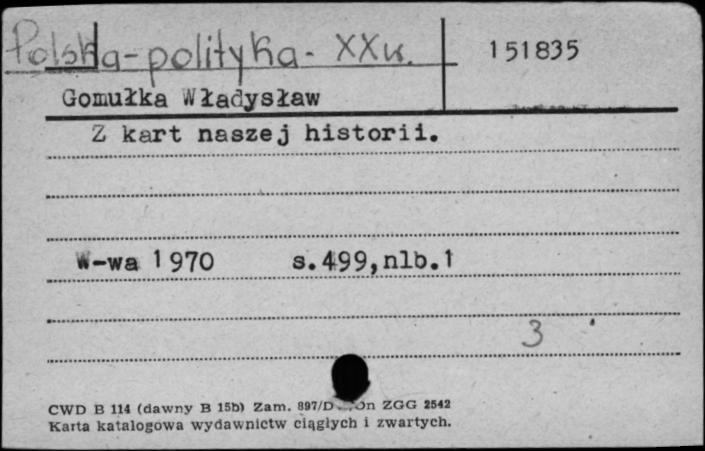 Polska-polityka- XXw. 151835
Gomułka Władysław
Z kart naszej historii.
W-wa 1970 s.499,nlb.1
3
CWD B 114 (dawny B 15b) Zam. 897/D ZGG 2542
Karta katalogowa wydawnictw ciągłych i zwartych.